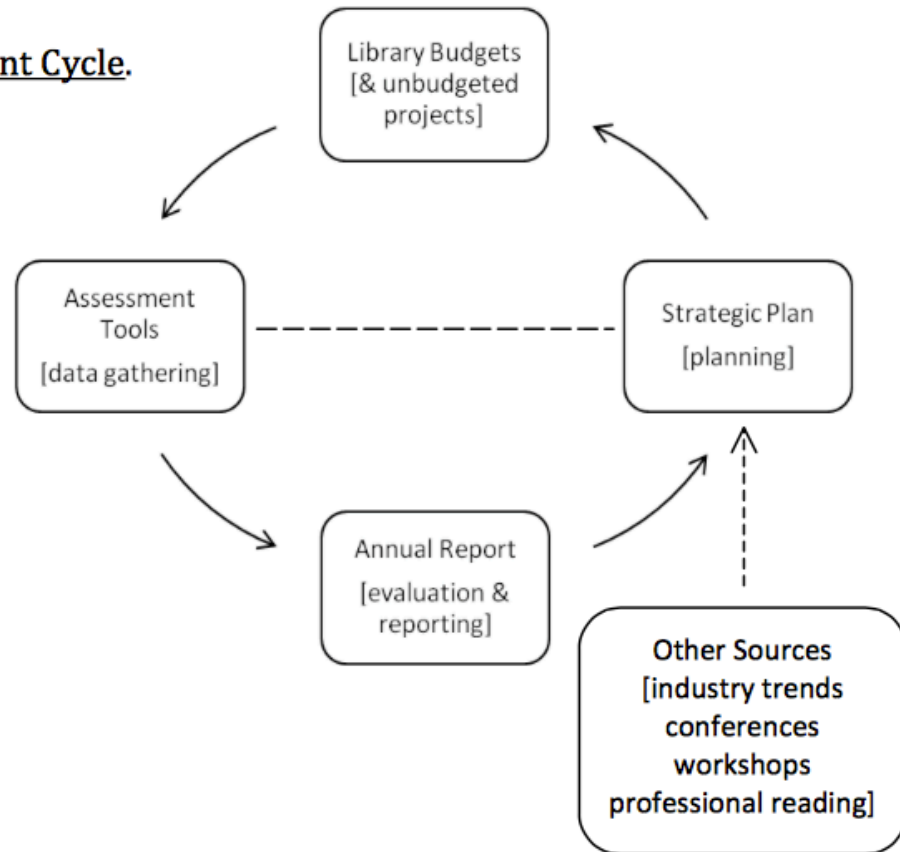 nt Cycle.
Library Budgets
[& unbudgeted
projects]
Assessment
Tools
[data gathering]
Strategic Plan
[planning]
Annual Report
[evaluation &
reporting]
Other Sources
[industry trends
conferences
workshops
professional reading]